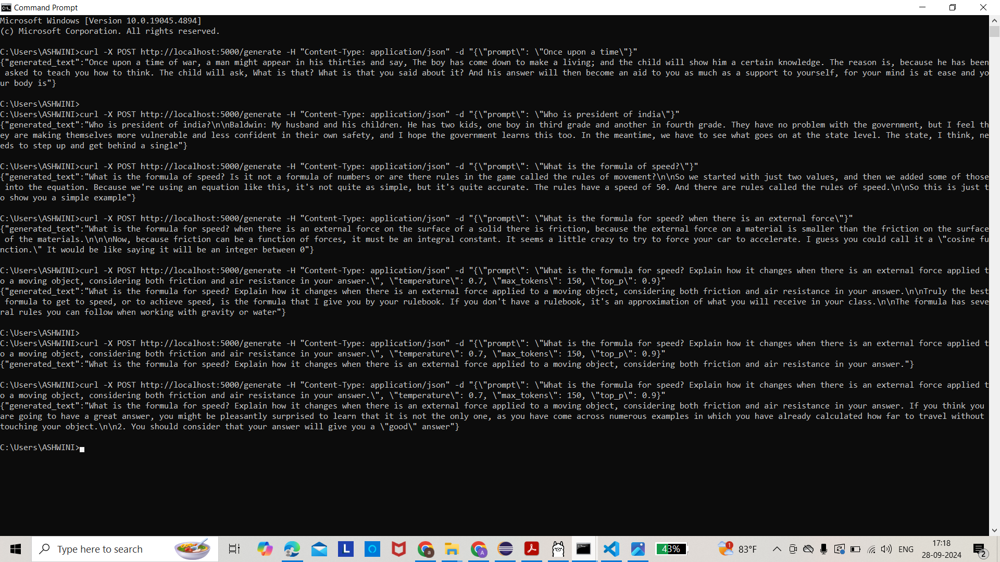 Command Prompt
Microsoft Windows [Version 10.0.19045.4894]
(c) Microsoft Corporation. All rights reserved.
C:\Users\ASHWINI>curl -X POST http://localhost:5000/generate -H "Content-Type: application/json" -d "{\"prompt\": \"Once upon a time\"}"
{"generated_text":"Once upon a time of war, a man might appear in his thirties and say, The boy has come down to make a living; and the child will show him a certain knowledge. The reason is, because he has been
 asked to teach you how to think. The child will ask, What is that? What is that you said about it? And his answer will then become an aid to you as much as a support to yourself, for your mind is at ease and yo
ur body is"}
C:\Users\ASHWINI>
C:\Users\ASHWINI>curl -X POST http://localhost:5000/generate -H "Content-Type: application/json" -d "{\"prompt\": \"Who is president of india\"}"
{"generated_text":"Who is president of india?\n\nBaldwin: My husband and his children. He has two kids, one boy in third grade and another in fourth grade. They have no problem with the government, but I feel th
ey are making themselves more vulnerable and less confident in their own safety, and I hope the government learns this too. In the meantime, we have to see what goes on at the state level. The state, I think, ne
eds to step up and get behind a single"}
C:\Users\ASHWINI>curl -X POST http://localhost:5000/generate -H "Content-Type: application/json" -d "{\"prompt\": \"What is the formula of speed?\"}"
{"generated_text":"What is the formula of speed? Is it not a formula of numbers or are there rules in the game called the rules of movement?\n\nSo we started with just two values, and then we added some of those
 into the equation. Because we're using an equation like this, it's not quite as simple, but it's quite accurate. The rules have a speed of 50. And there are rules called the rules of speed.\n\nSo this is just t
o show you a simple example"}
C:\Users\ASHWINI>curl -X POST http://localhost:5000/generate -H "Content-Type: application/json" -d "{\"prompt\": \"What is the formula for speed? when there is an external force\"}"
{"generated_text":"What is the formula for speed? when there is an external force on the surface of a solid there is friction, because the external force on a material is smaller than the friction on the surface
 of the materials.\n\n\nNow, because friction can be a function of forces, it must be an integral constant. It seems a little crazy to try to force your car to accelerate. I guess you could call it a \"cosine fu
nction.\" It would be like saying it will be an integer between 0"}
C:\Users\ASHWINI>curl -X POST http://localhost:5000/generate -H "Content-Type: application/json" -d "{\"prompt\": \"What is the formula for speed? Explain how it changes when there is an external force applied t
o a moving object, considering both friction and air resistance in your answer.\", \"temperature\": 0.7, \"max_tokens\": 150, \"top_p\": 0.9}"
{"generated_text":"What is the formula for speed? Explain how it changes when there is an external force applied to a moving object, considering both friction and air resistance in your answer.\n\nTruly the best
 formula to get to speed, or to achieve speed, is the formula that I give you by your rulebook. If you don't have a rulebook, it's an approximation of what you will receive in your class.\n\nThe formula has seve
ral rules you can follow when working with gravity or water"}
C:\Users\ASHWINI>
C:\Users\ASHWINI>curl -X POST http://localhost:5000/generate -H "Content-Type: application/json" -d "{\"prompt\": \"What is the formula for speed? Explain how it changes when there is an external force applied t
o a moving object, considering both friction and air resistance in your answer.\", \"temperature\": 0.7, \"max_tokens\": 150, \"top_p\": 0.9}"
{"generated_text":"What is the formula for speed? Explain how it changes when there is an external force applied to a moving object, considering both friction and air resistance in your answer."}
C:\Users\ASHWINI>curl -X POST http://localhost:5000/generate -H "Content-Type: application/json" -d "{\"prompt\": \"What is the formula for speed? Explain how it changes when there is an external force applied t
o a moving object, considering both friction and air resistance in your answer.\", \"temperature\": 0.7, \"max_tokens\": 150, \"top_p\": 0.9}"
{"generated_text":"What is the formula for speed? Explain how it changes when there is an external force applied to a moving object, considering both friction and air resistance in your answer. If you think you
are going to have a great answer, you might be pleasantly surprised to learn that it is not the only one, as you have come across numerous examples in which you have already calculated how far to travel without
touching your object.\n\n2. You should consider that your answer will give you a \"good\" answer"}
C:\Users\ASHWINI>
Type here to search
43%
1
83°F
ENG
17:18
28-09-2024
2